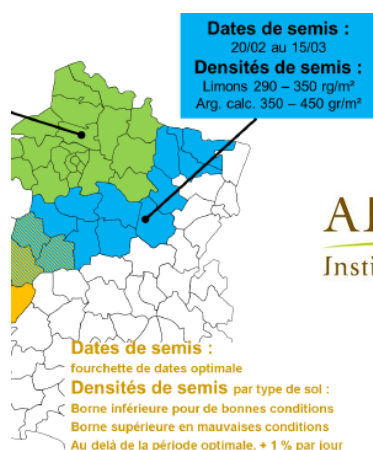 Dates de semis :
20/02 au 15/03
Densités de semis :
Limons 290 – 350 rg/m²
Arg. calc. 350 – 450 gr/m²
Insti
Dates de semis :
fourchette de dates optimale
Densités de semis par type de sol :
Borne inférieure pour de bonnes conditions
Borne supérieure en mauvaises conditions
Au delà de la période optimale, + 1 % par jour